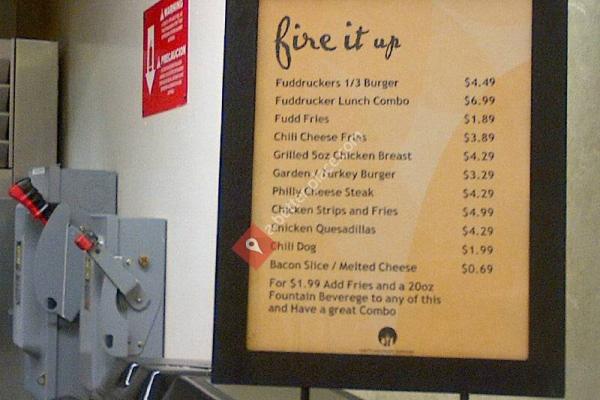 WARNING
PRECAUCION
fire it up
Fuddruckers 1/3 Burger $4.49
Fuddrucker Lunch Combo $6.99
Fudd Fries $1.89
Chili Cheese Fries $3.89
Grilled 5oz Chicken Breast $4.29
Garden / Turkey Burger $3.29
Philly Cheese Steak $4.29
Chicken Strips and Fries $4.99
Chicken Quesadillas $4.29
Chili Dog $1.99
Bacon Slice / Melted Cheese $0.69
For $1.99 Add Fries and a 20oz
Fountain Beverege to any of this
and Have a great Combo